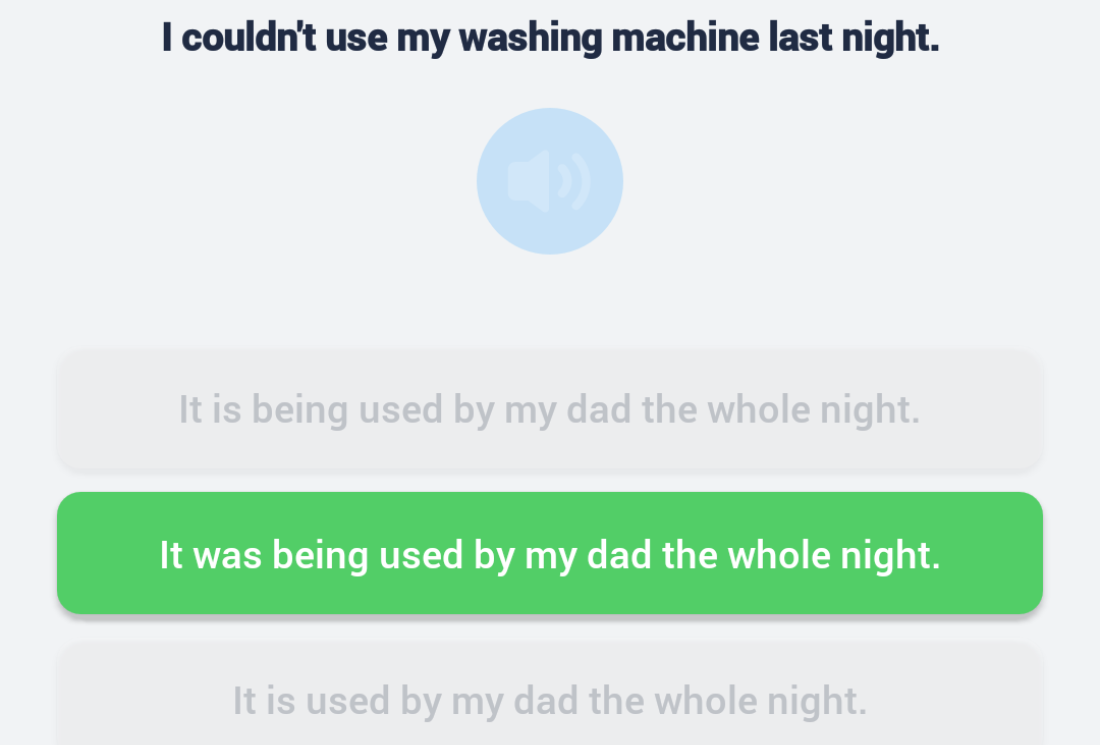 I couldn't use my washing machine last night.
It is being used by my dad the whole night.
It was being used by my dad the whole night.
It is used by my dad the whole night.